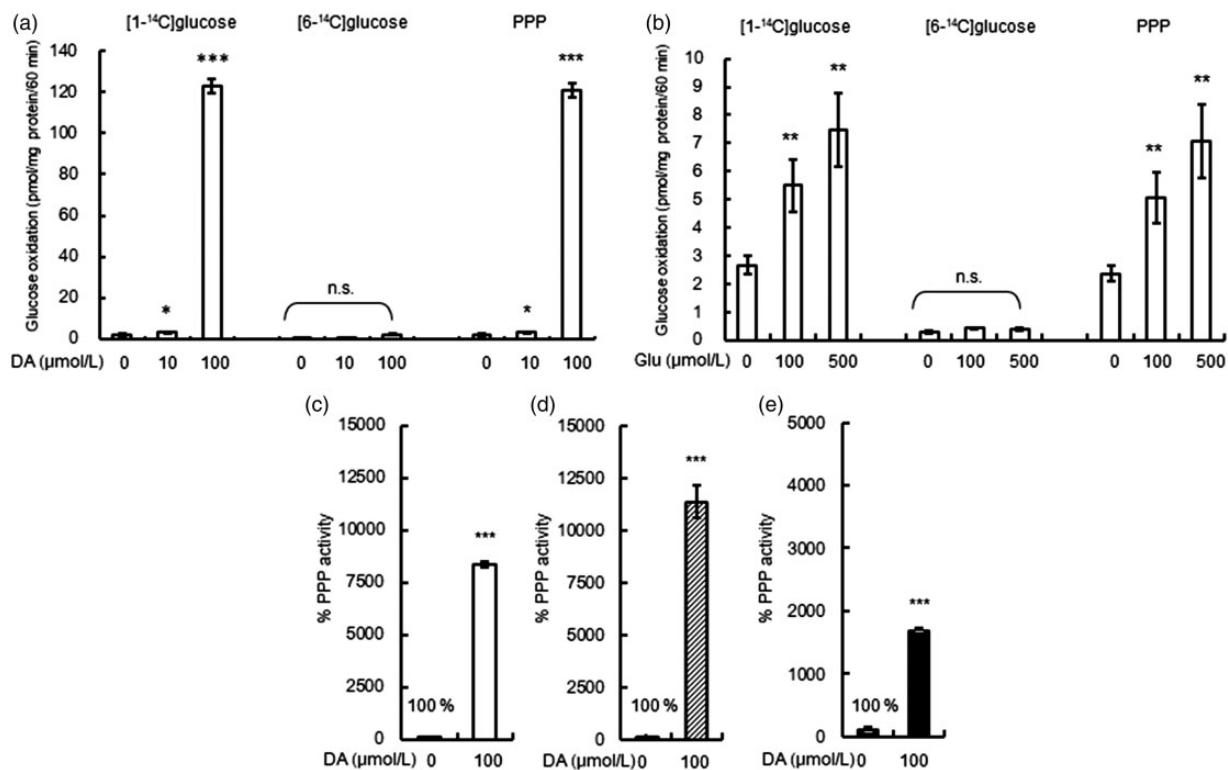 (a)
[1-¹⁴C]glucose [6-¹⁴C]glucose PPP
Glucose oxidation (pmol/mg protein/60 min)
140
120
100
80
60
40
20
0
*
***
n.s.
*
***
DA (µmol/L) 0 10 100 0 10 100 0 10 100
(b)
[1-¹⁴C]glucose [6-¹⁴C]glucose PPP
Glucose oxidation (pmol/mg protein/60 min)
10
9
8
7
6
5
4
3
2
1
0
**
**
n.s.
**
**
Glu (µmol/L) 0 100 500 0 100 500 0 100 500
(c)
% PPP activity
15000
12500
10000
7500
5000
2500
0
100 %
***
DA (µmol/L) 0 100
(d)
% PPP activity
15000
12500
10000
7500
5000
2500
0
100 %
***
DA (µmol/L) 0 100
(e)
% PPP activity
5000
4000
3000
2000
1000
0
100 %
***
DA (µmol/L) 0 100